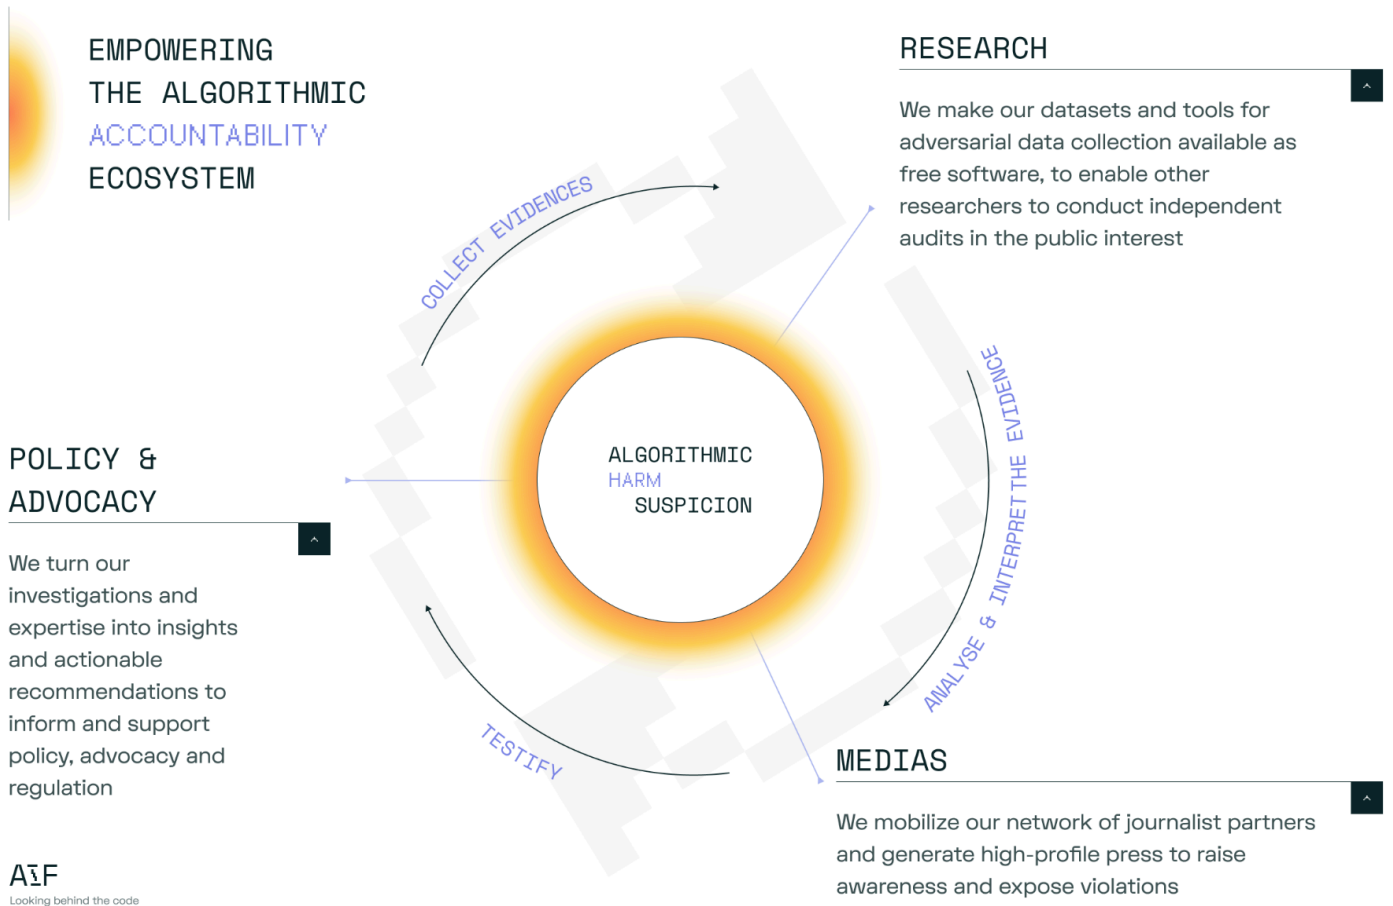 EMPOWERING
THE ALGORITHMIC
ACCOUNTABILITY
ECOSYSTEM
RESEARCH
We make our datasets and tools for
adversarial data collection available as
free software, to enable other
researchers to conduct independent
audits in the public interest
COLLECT EVIDENCES
ANALYSE & INTERPRET THE EVIDENCE
TESTIFY
ALGORITHMIC
HARM
SUSPICION
POLICY &
ADVOCACY
We turn our
investigations and
expertise into insights
and actionable
recommendations to
inform and support
policy, advocacy and
regulation
MEDIAS
We mobilize our network of journalist partners
and generate high-profile press to raise
awareness and expose violations
AIF
Looking behind the code